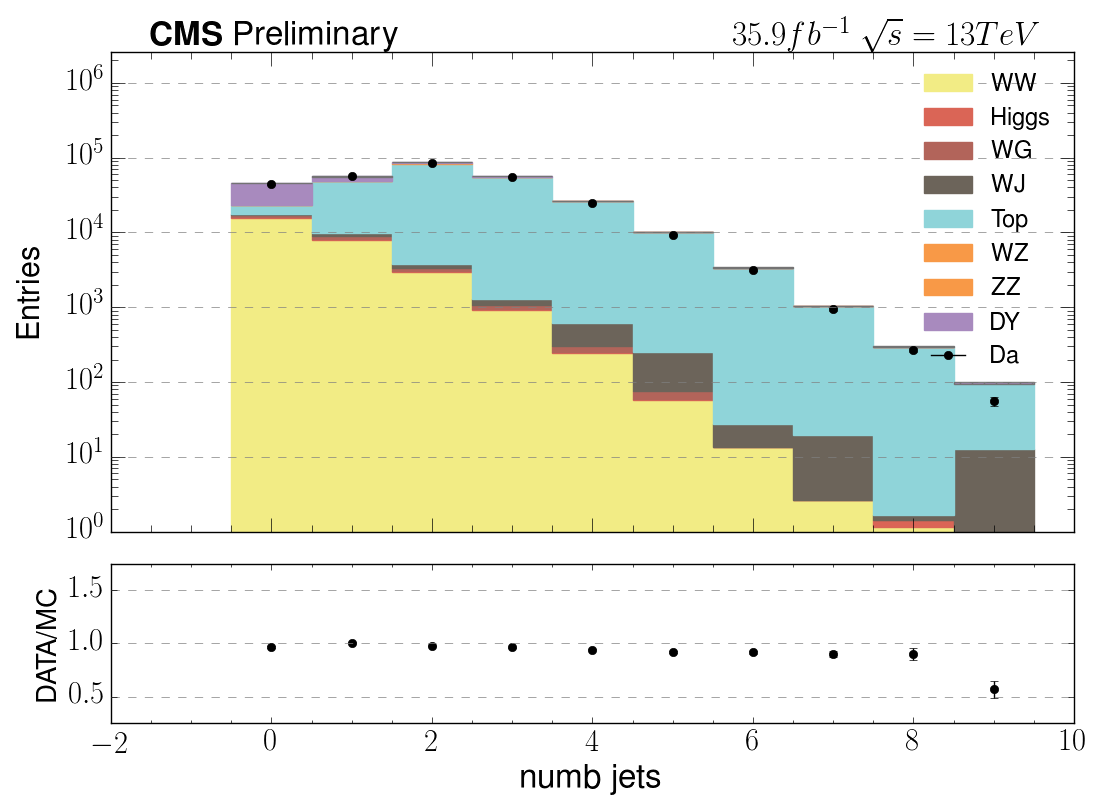 CMS Preliminary 35.9fb⁻¹ √s = 13TeV
10⁶
10⁵
10⁴
10³
10²
10¹
10⁰
Entries
WW
Higgs
WG
WJ
Top
WZ
ZZ
DY
Da
1.5
1.0
0.5
DATA/MC
−2 0 2 4 6 8 10
numb jets